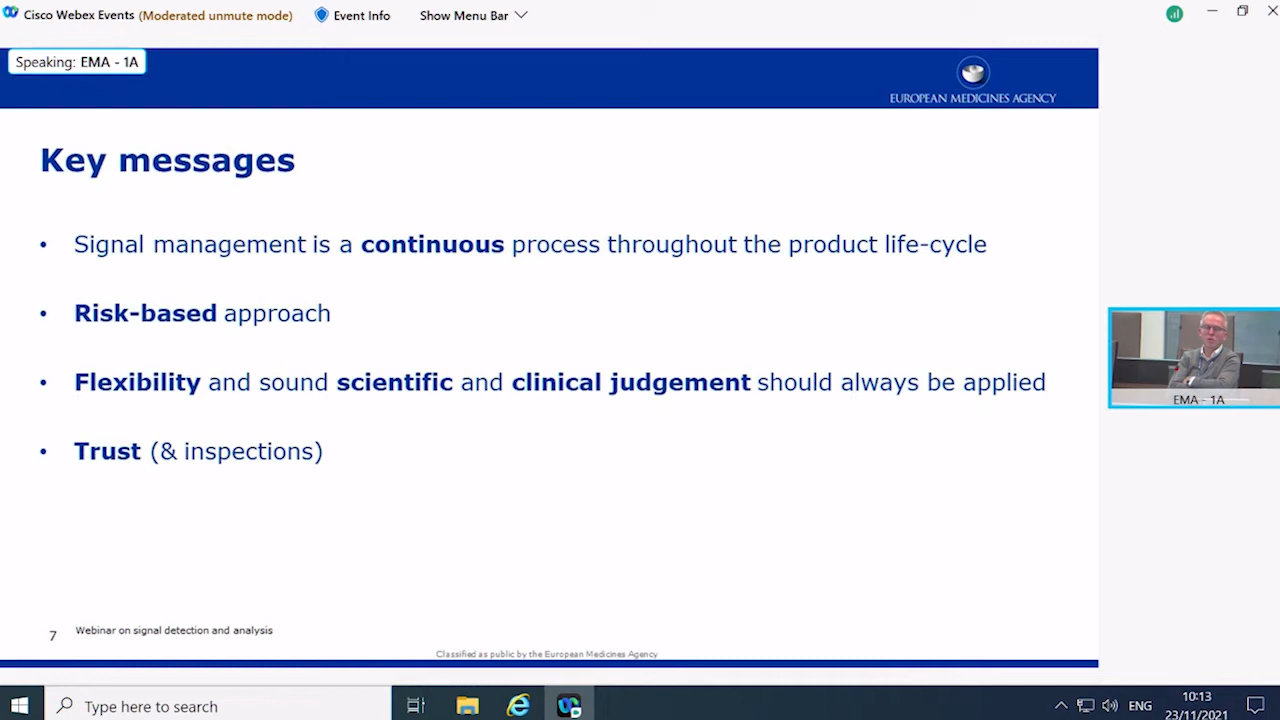 Cisco Webex Events (Moderated unmute mode) Event Info Show Menu Bar
Speaking: EMA - 1A
EUROPEAN MEDICINES AGENCY
Key messages
• Signal management is a continuous process throughout the product life-cycle
• Risk-based approach
• Flexibility and sound scientific and clinical judgement should always be applied
• Trust (& inspections)
EMA - 1A
7 Webinar on signal detection and analysis
Classified as public by the European Medicines Agency
Type here to search
ENG
10:13
23/11/2021